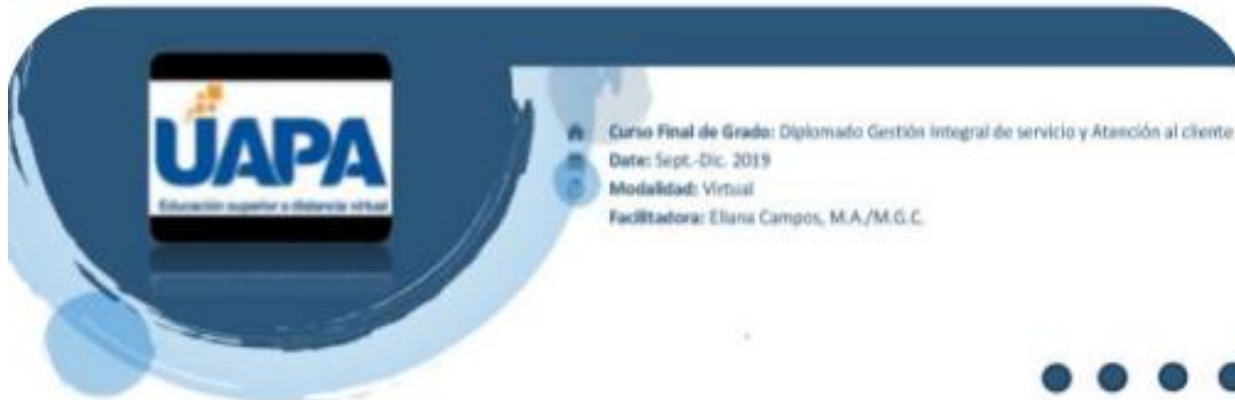 UAPA
Educación superior a distancia virtual
Curso Final de Grado: Diplomado Gestión Integral de servicio y Atención al cliente
Date: Sept.-Dic. 2019
Modalidad: Virtual
Facilitadora: Eliana Campos, M.A./M.G.C.